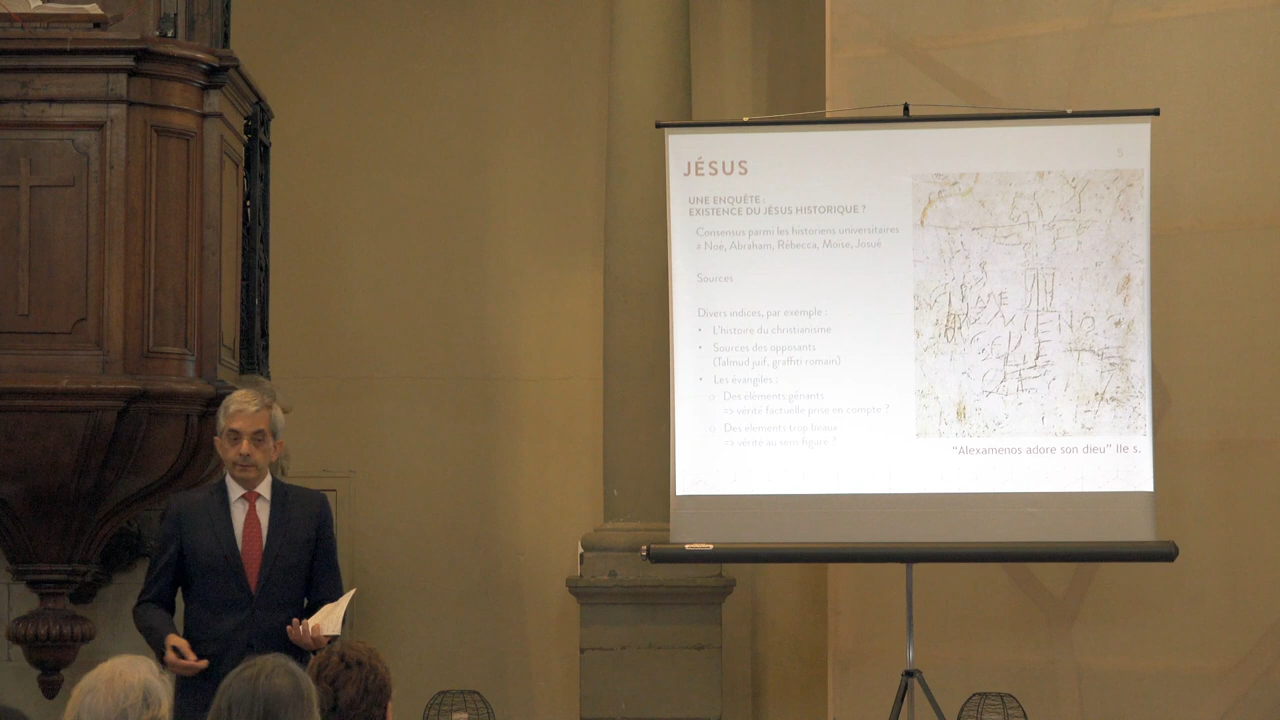 5
JÉSUS
UNE ENQUÊTE :
EXISTENCE DU JÉSUS HISTORIQUE ?
Consensus parmi les historiens universitaires
≠ Noé, Abraham, Rébecca, Moïse, Josué
Sources
Divers indices, par exemple :
• L'histoire du christianisme
• Sources des opposants
(Talmud juif, graffiti romain)
• Les évangiles :
o Des éléments gênants
=> vérité factuelle prise en compte ?
o Des éléments trop beaux
=> vérité au sens figuré ?
"Alexamenos adore son dieu" IIe s.